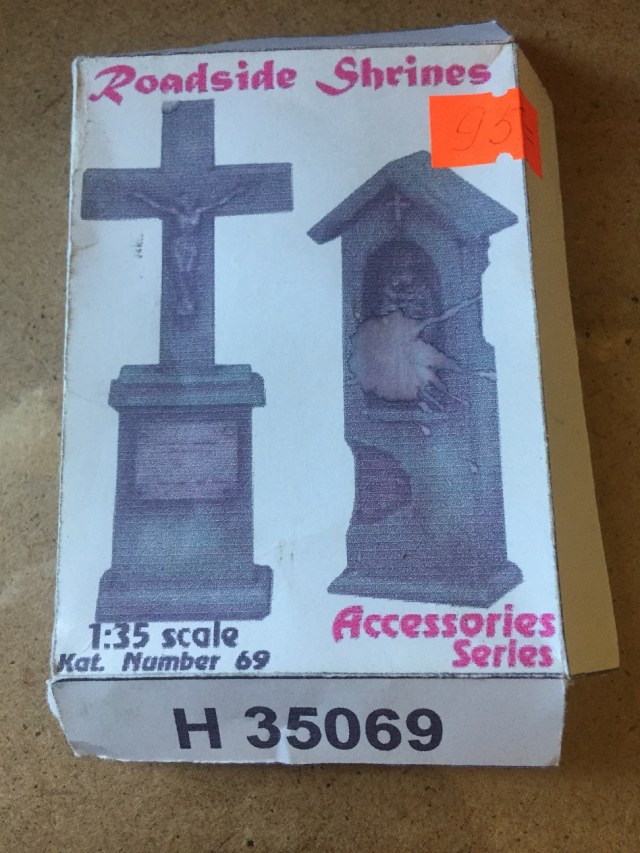 Roadside Shrines
95=
1:35 scale
Kat. Number 69
Accessories
Series
H 35069